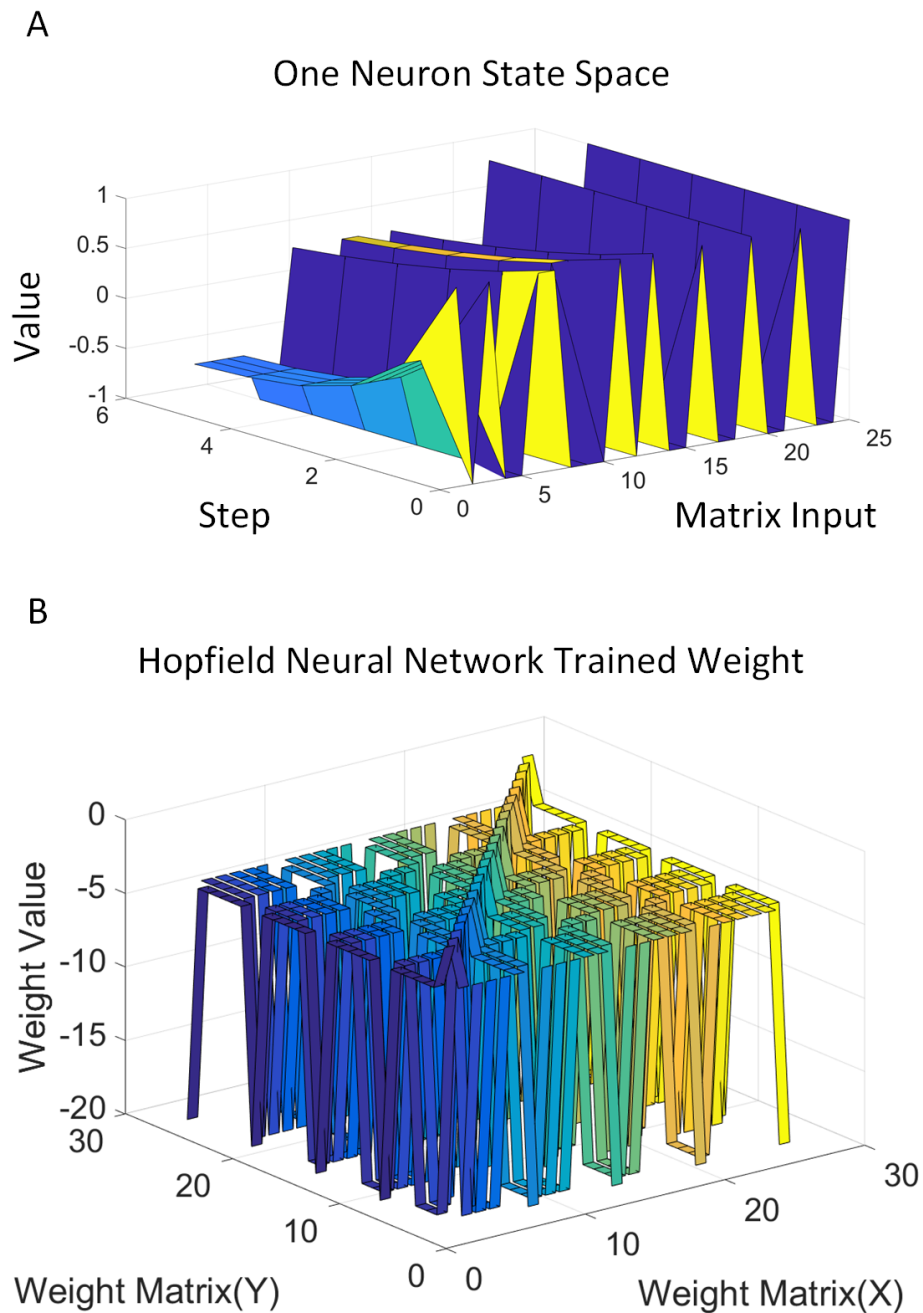 A
One Neuron State Space
1
0.5
0
-0.5
-1
Value
6
4
2
0
Step
0
5
10
15
20
25
Matrix Input
B
Hopfield Neural Network Trained Weight
0
-5
-10
-15
-20
Weight Value
30
20
10
0
Weight Matrix(Y)
0
10
20
30
Weight Matrix(X)